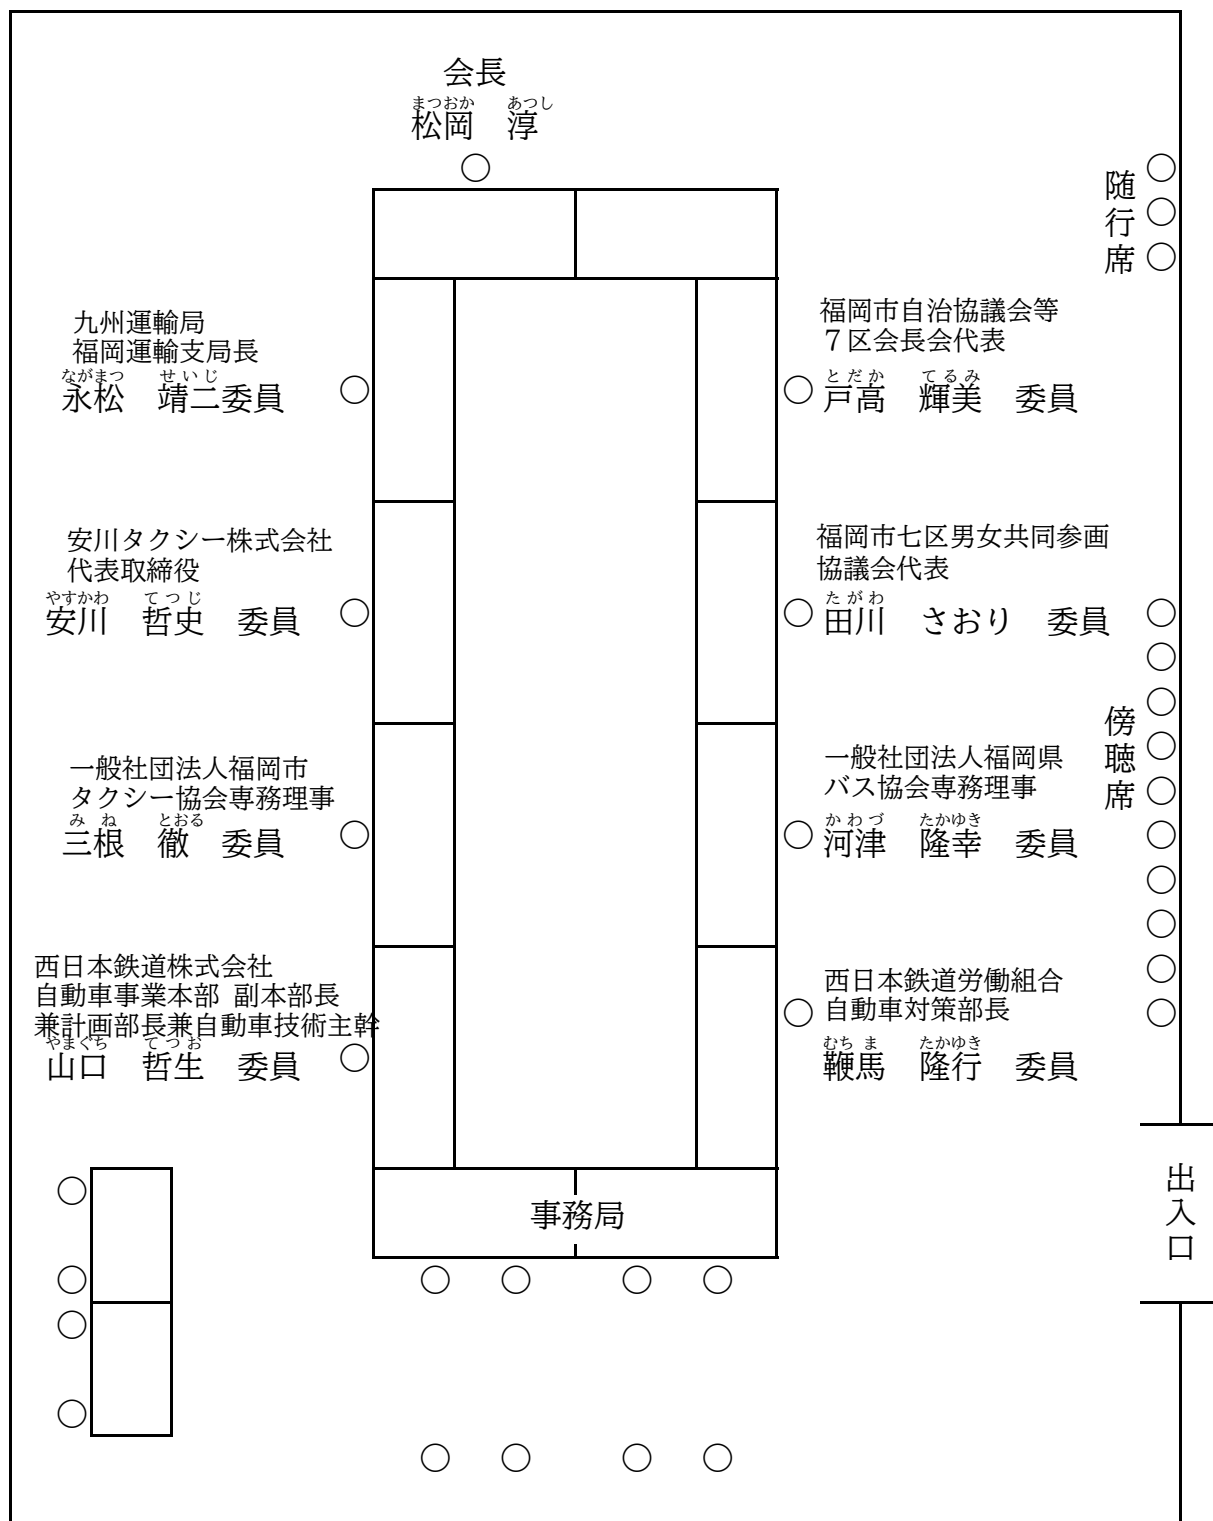 会長
まつおか　あつし
松岡　淳
随行席
九州運輸局
福岡運輸支局長
ながまつ　せいじ
永松　靖二委員
福岡市自治協議会等
７区会長会代表
とだか　てるみ
戸高　輝美　委員
安川タクシー株式会社
代表取締役
やすかわ　てつじ
安川　哲史　委員
福岡市七区男女共同参画
協議会代表
たがわ
田川　さおり　委員
傍聴席
一般社団法人福岡市
タクシー協会専務理事
みね　とおる
三根　徹　委員
一般社団法人福岡県
バス協会専務理事
かわづ　たかゆき
河津　隆幸　委員
西日本鉄道株式会社
自動車事業本部 副本部長
兼計画部長兼自動車技術主幹
やまぐち　てつお
山口　哲生　委員
西日本鉄道労働組合
自動車対策部長
むちま　たかゆき
鞭馬　隆行　委員
出入口
事務局